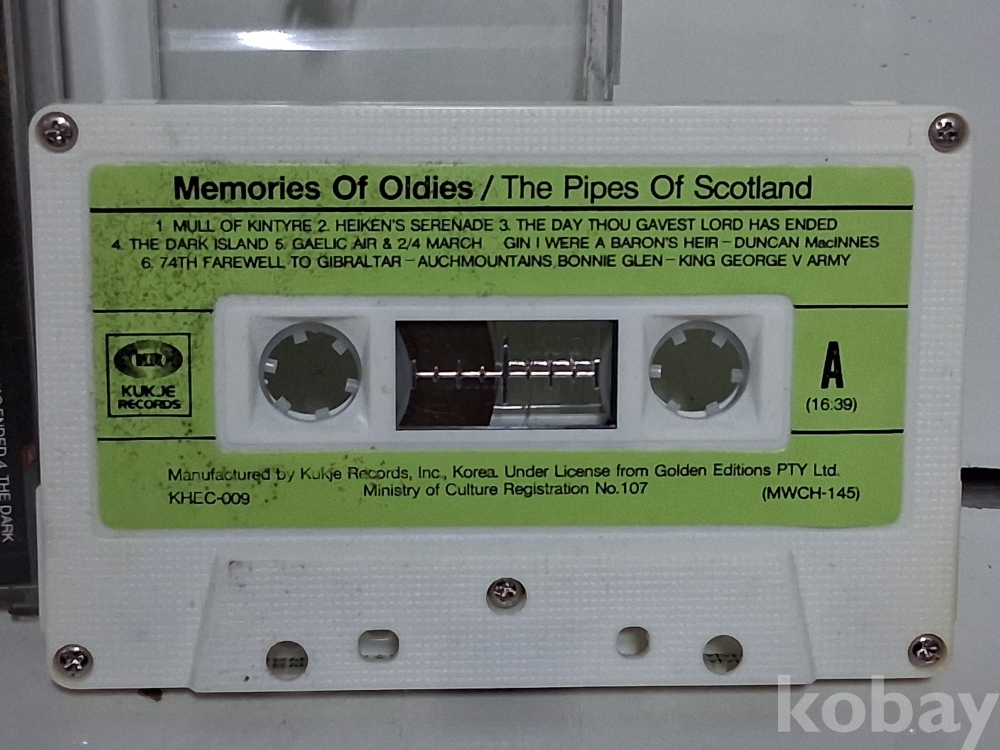 Memories Of Oldies / The Pipes Of Scotland
1. MULL OF KINTYRE 2. HEIKEN'S SERENADE 3. THE DAY THOU GAVEST LORD HAS ENDED
4. THE DARK ISLAND 5. GAELIC AIR & 2/4 MARCH GIN I WERE A BARON'S HEIR – DUNCAN MacINNES
6. 74TH FAREWELL TO GIBRALTAR – AUCHMOUNTAINS BONNIE GLEN – KING GEORGE V ARMY
KUKJE
RECORDS
A
(16.39)
Manufactured by Kukje Records, Inc., Korea. Under License from Golden Editions PTY Ltd.
KHEC-009 Ministry of Culture Registration No.107 (MWCH-145)
ENDED 4. THE DARK
kobay